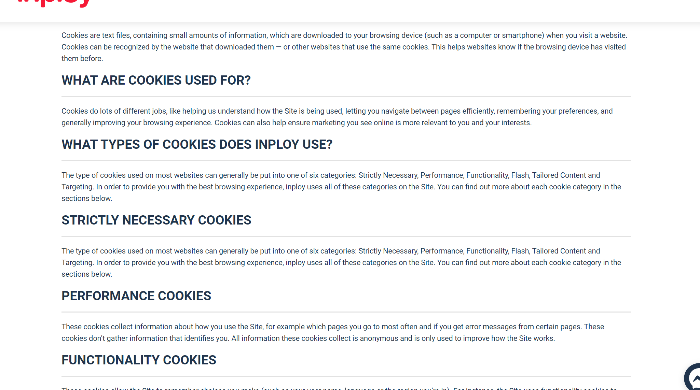 inploy
Cookies are text files, containing small amounts of information, which are downloaded to your browsing device (such as a computer or smartphone) when you visit a website.
Cookies can be recognized by the website that downloaded them — or other websites that use the same cookies. This helps websites know if the browsing device has visited
them before.
WHAT ARE COOKIES USED FOR?
Cookies do lots of different jobs, like helping us understand how the Site is being used, letting you navigate between pages efficiently, remembering your preferences, and
generally improving your browsing experience. Cookies can also help ensure marketing you see online is more relevant to you and your interests.
WHAT TYPES OF COOKIES DOES INPLOY USE?
The type of cookies used on most websites can generally be put into one of six categories: Strictly Necessary, Performance, Functionality, Flash, Tailored Content and
Targeting. In order to provide you with the best browsing experience, inploy uses all of these categories on the Site. You can find out more about each cookie category in the
sections below.
STRICTLY NECESSARY COOKIES
The type of cookies used on most websites can generally be put into one of six categories: Strictly Necessary, Performance, Functionality, Flash, Tailored Content and
Targeting. In order to provide you with the best browsing experience, inploy uses all of these categories on the Site. You can find out more about each cookie category in the
sections below.
PERFORMANCE COOKIES
These cookies collect information about how you use the Site, for example which pages you go to most often and if you get error messages from certain pages. These
cookies don't gather information that identifies you. All information these cookies collect is anonymous and is only used to improve how the Site works.
FUNCTIONALITY COOKIES